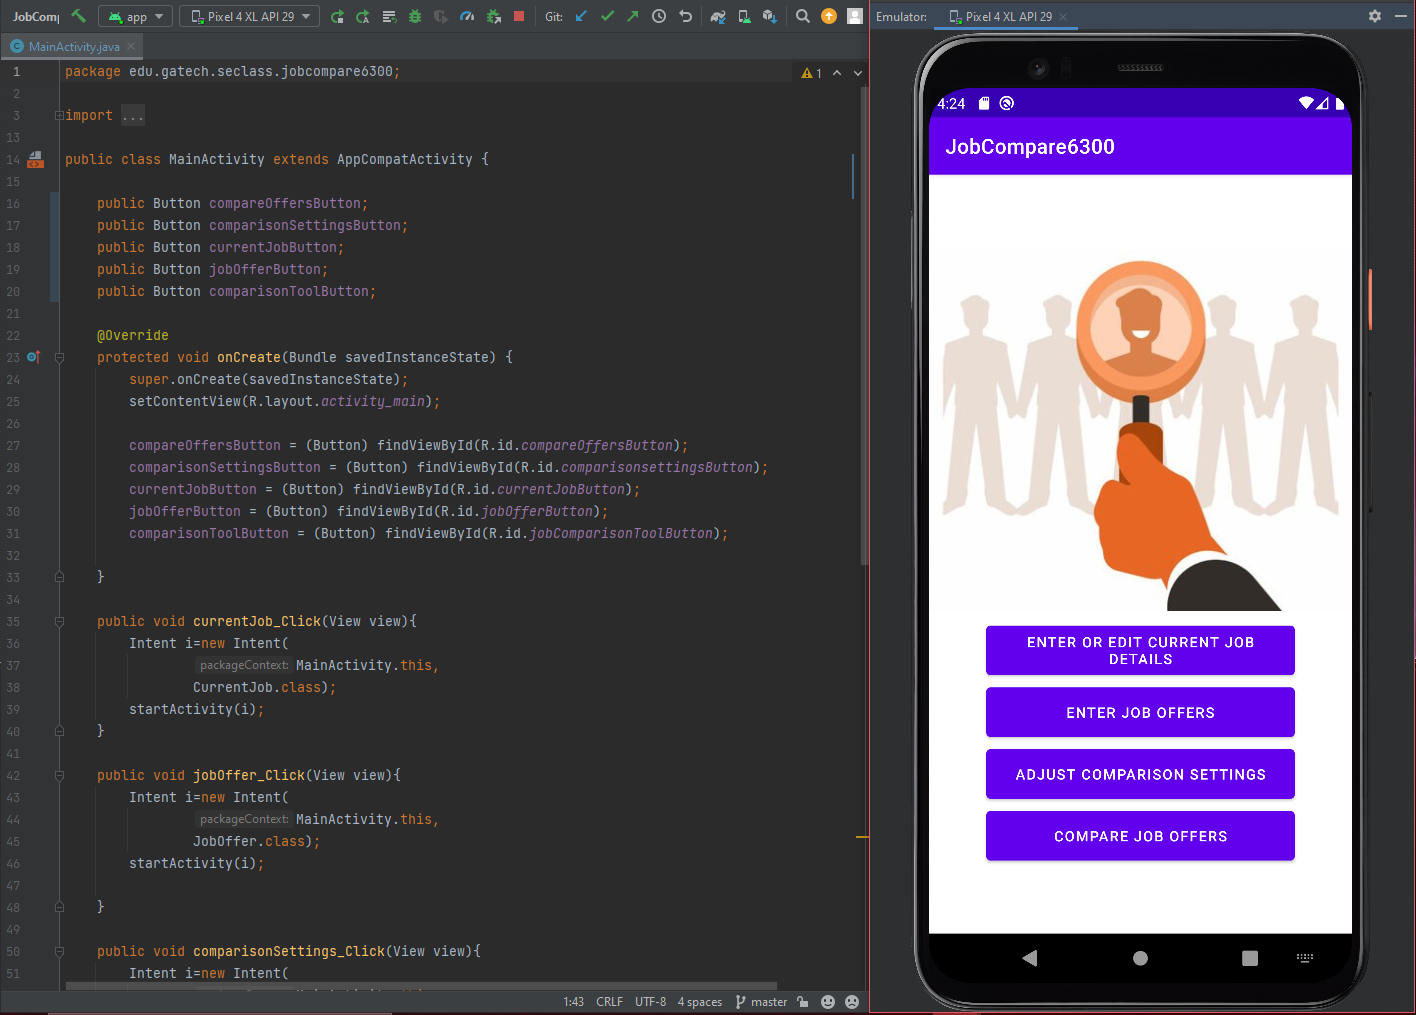 JobComp
app
Pixel 4 XL API 29
Git:
Emulator:
Pixel 4 XL API 29
MainActivity.java
1 package edu.gatech.seclass.jobcompare6300;
1
2
3 import ...
13
14 public class MainActivity extends AppCompatActivity {
15
16 public Button compareOffersButton;
17 public Button comparisonSettingsButton;
18 public Button currentJobButton;
19 public Button jobOfferButton;
20 public Button comparisonToolButton;
21
22 @Override
23 protected void onCreate(Bundle savedInstanceState) {
24 super.onCreate(savedInstanceState);
25 setContentView(R.layout.activity_main);
26
27 compareOffersButton = (Button) findViewById(R.id.compareOffersButton);
28 comparisonSettingsButton = (Button) findViewById(R.id.comparisonsettingsButton);
29 currentJobButton = (Button) findViewById(R.id.currentJobButton);
30 jobOfferButton = (Button) findViewById(R.id.jobOfferButton);
31 comparisonToolButton = (Button) findViewById(R.id.jobComparisonToolButton);
32
33 }
34
35 public void currentJob_Click(View view){
36 Intent i=new Intent(
37 packageContext: MainActivity.this,
38 CurrentJob.class);
39 startActivity(i);
40 }
41
42 public void jobOffer_Click(View view){
43 Intent i=new Intent(
44 packageContext: MainActivity.this,
45 JobOffer.class);
46 startActivity(i);
47
48 }
49
50 public void comparisonSettings_Click(View view){
51 Intent i=new Intent(
1:43 CRLF UTF-8 4 spaces master
4:24
JobCompare6300
ENTER OR EDIT CURRENT JOB
DETAILS
ENTER JOB OFFERS
ADJUST COMPARISON SETTINGS
COMPARE JOB OFFERS